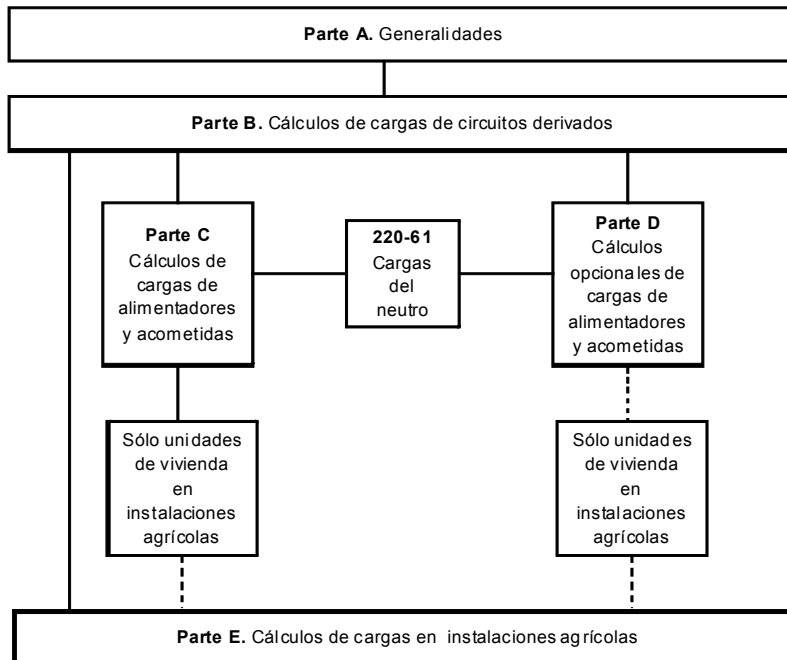 Parte A. Generalidades
Parte B. Cálculos de cargas de circuitos derivados
Parte C
Cálculos de
cargas de
alimentadores
y acometidas
220-61
Cargas
del
neutro
Parte D
Cálculos
opcionales de
cargas de
alimentadores
y acometidas
Sólo unidades
de vivienda
en
instalaciones
agrícolas
Sólo unidades
de vivienda
en
instalaciones
agrícolas
Parte E. Cálculos de cargas en instalaciones agrícolas